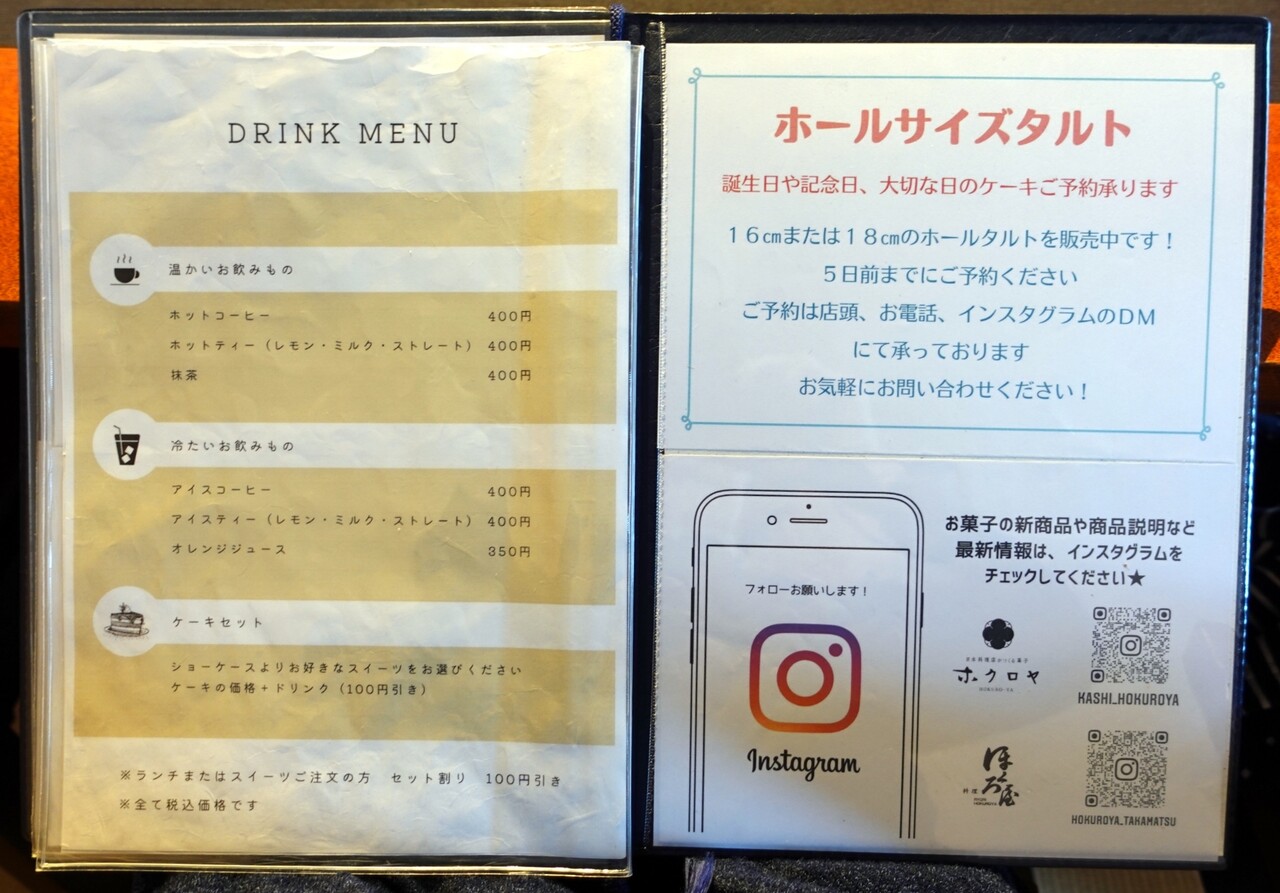 DRINK MENU
温かいお飲みもの
ホットコーヒー 400円
ホットティー（レモン・ミルク・ストレート） 400円
抹茶 400円
冷たいお飲みもの
アイスコーヒー 400円
アイスティー（レモン・ミルク・ストレート） 400円
オレンジジュース 350円
ケーキセット
ショーケースよりお好きなスイーツをお選びください
ケーキの価格+ドリンク（100円引き）
※ランチまたはスイーツご注文の方 セット割り 100円引き
※全て税込価格です
ホールサイズタルト
誕生日や記念日、大切な日のケーキご予約承ります
１６㎝または１８㎝のホールタルトを販売中です！
５日前までにご予約ください
ご予約は店頭、お電話、インスタグラムのＤＭ
にて承っております
お気軽にお問い合わせください！
フォローお願いします！
Instagram
お菓子の新商品や商品説明など
最新情報は、インスタグラムを
チェックしてください★
ホクロヤ
KASHI_HOKUROYA
料理
ほくろ屋
HOKUROYA_TAKAMATSU